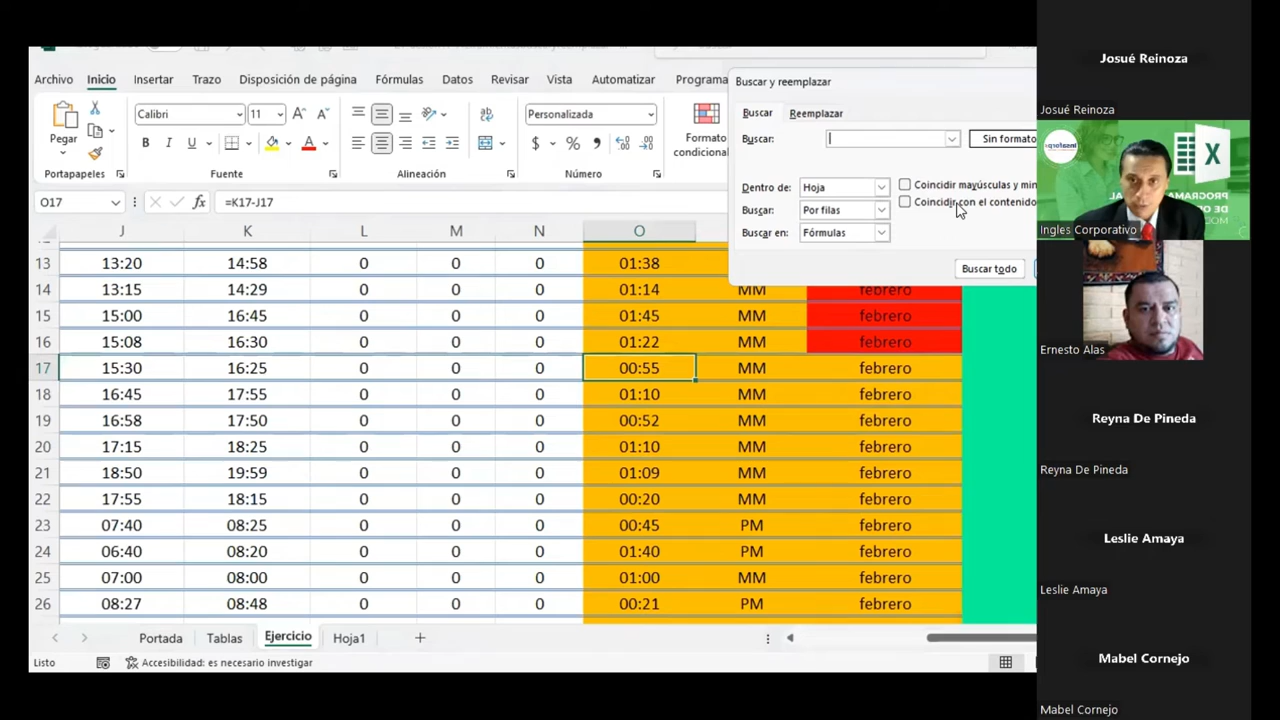 Archivo Inicio Insertar Trazo Disposición de página Fórmulas Datos Revisar Vista Automatizar Programa
Pegar Calibri 11 Personalizada Formato condicional
Portapapeles Fuente Alineación Número
Buscar y reemplazar
Buscar Reemplazar
Buscar: Sin formato
Dentro de: Hoja Coincidir mayúsculas y min
Buscar: Por filas Coincidir con el contenido
Buscar en: Fórmulas
Buscar todo
O17 fx =K17-J17
J K L M N O
13 13:20 14:58 0 0 0 01:38
14 13:15 14:29 0 0 0 01:14 MM febrero
15 15:00 16:45 0 0 0 01:45 MM febrero
16 15:08 16:30 0 0 0 01:22 MM febrero
17 15:30 16:25 0 0 0 00:55 MM febrero
18 16:45 17:55 0 0 0 01:10 MM febrero
19 16:58 17:50 0 0 0 00:52 MM febrero
20 17:15 18:25 0 0 0 01:10 MM febrero
21 18:50 19:59 0 0 0 01:09 MM febrero
22 17:55 18:15 0 0 0 00:20 MM febrero
23 07:40 08:25 0 0 0 00:45 PM febrero
24 06:40 08:20 0 0 0 01:40 PM febrero
25 07:00 08:00 0 0 0 01:00 MM febrero
26 08:27 08:48 0 0 0 00:21 PM febrero
Portada Tablas Ejercicio Hoja1
Listo Accesibilidad: es necesario investigar
Josué Reinoza
Josué Reinoza
Ingles Corporativo
Ernesto Alas
Reyna De Pineda
Reyna De Pineda
Leslie Amaya
Leslie Amaya
Mabel Cornejo
Mabel Cornejo